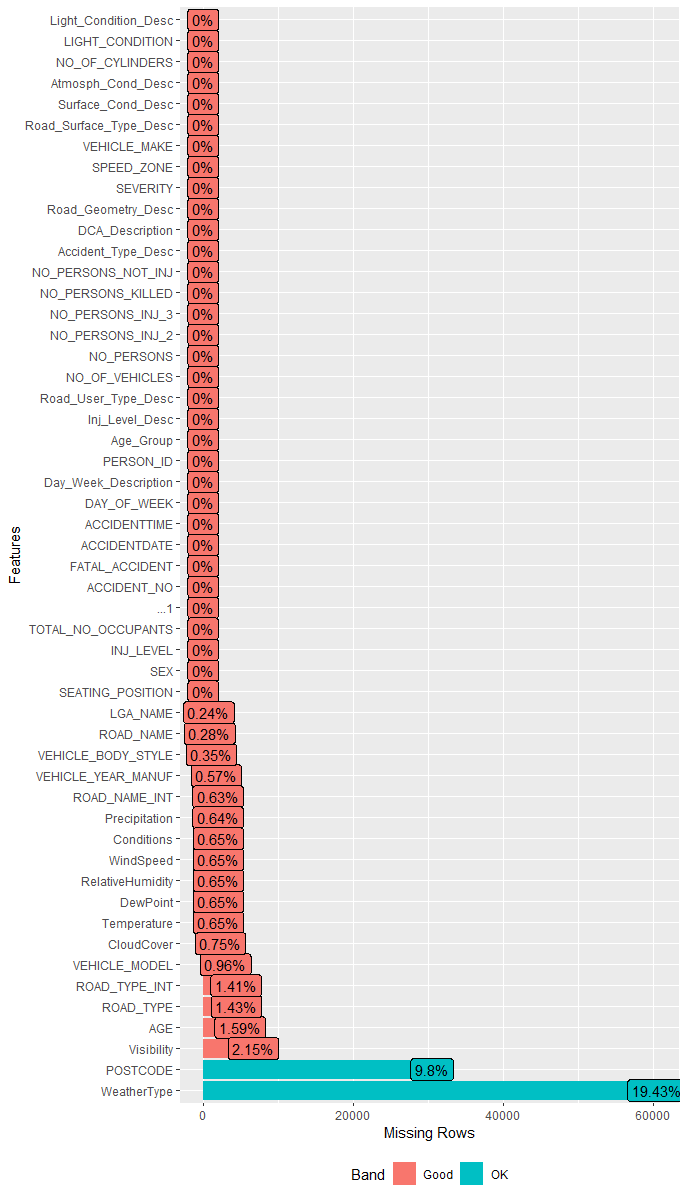 Light_Condition_Desc 0%
LIGHT_CONDITION 0%
NO_OF_CYLINDERS 0%
Atmosph_Cond_Desc 0%
Surface_Cond_Desc 0%
Road_Surface_Type_Desc 0%
VEHICLE_MAKE 0%
SPEED_ZONE 0%
SEVERITY 0%
Road_Geometry_Desc 0%
DCA_Description 0%
Accident_Type_Desc 0%
NO_PERSONS_NOT_INJ 0%
NO_PERSONS_KILLED 0%
NO_PERSONS_INJ_3 0%
NO_PERSONS_INJ_2 0%
NO_PERSONS 0%
NO_OF_VEHICLES 0%
Road_User_Type_Desc 0%
Inj_Level_Desc 0%
Age_Group 0%
PERSON_ID 0%
Day_Week_Description 0%
DAY_OF_WEEK 0%
ACCIDENTTIME 0%
ACCIDENTDATE 0%
FATAL_ACCIDENT 0%
ACCIDENT_NO 0%
...1 0%
TOTAL_NO_OCCUPANTS 0%
INJ_LEVEL 0%
SEX 0%
SEATING_POSITION 0%
LGA_NAME 0.24%
ROAD_NAME 0.28%
VEHICLE_BODY_STYLE 0.35%
VEHICLE_YEAR_MANUF 0.57%
ROAD_NAME_INT 0.63%
Precipitation 0.64%
Conditions 0.65%
WindSpeed 0.65%
RelativeHumidity 0.65%
DewPoint 0.65%
Temperature 0.65%
CloudCover 0.75%
VEHICLE_MODEL 0.96%
ROAD_TYPE_INT 1.41%
ROAD_TYPE 1.43%
AGE 1.59%
Visibility 2.15%
POSTCODE 9.8%
WeatherType 19.43%
Features
0 20000 40000 60000
Missing Rows
Band Good OK